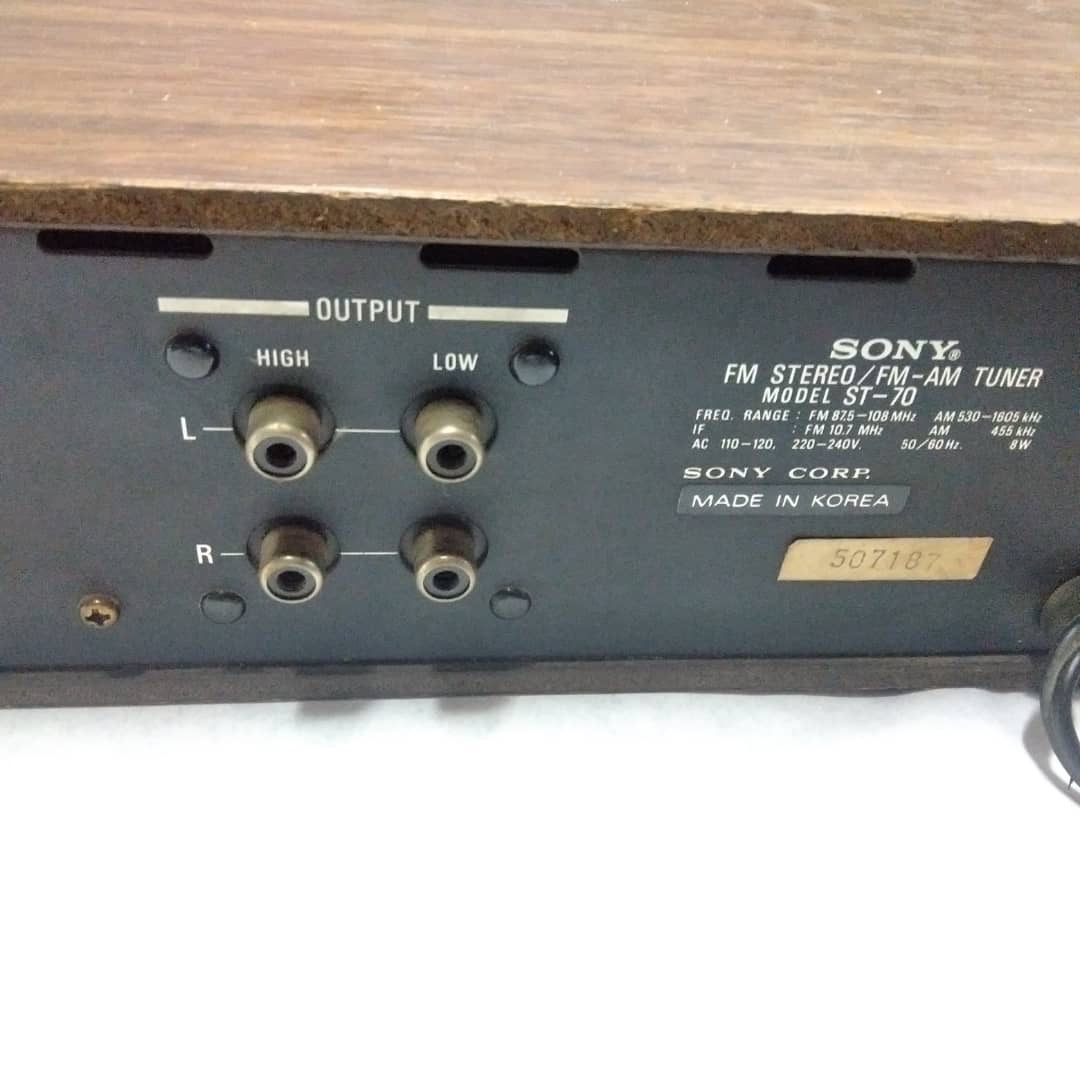 OUTPUT
HIGH LOW
L
R
SONY®
FM STEREO/FM-AM TUNER
MODEL ST-70
FREQ. RANGE : FM 87.5-108 MHz AM 530-1605 kHz
IF : FM 10.7 MHz AM 455 kHz
AC 110-120, 220-240V. 50/60 Hz. 8W
SONY CORP.
MADE IN KOREA
507187